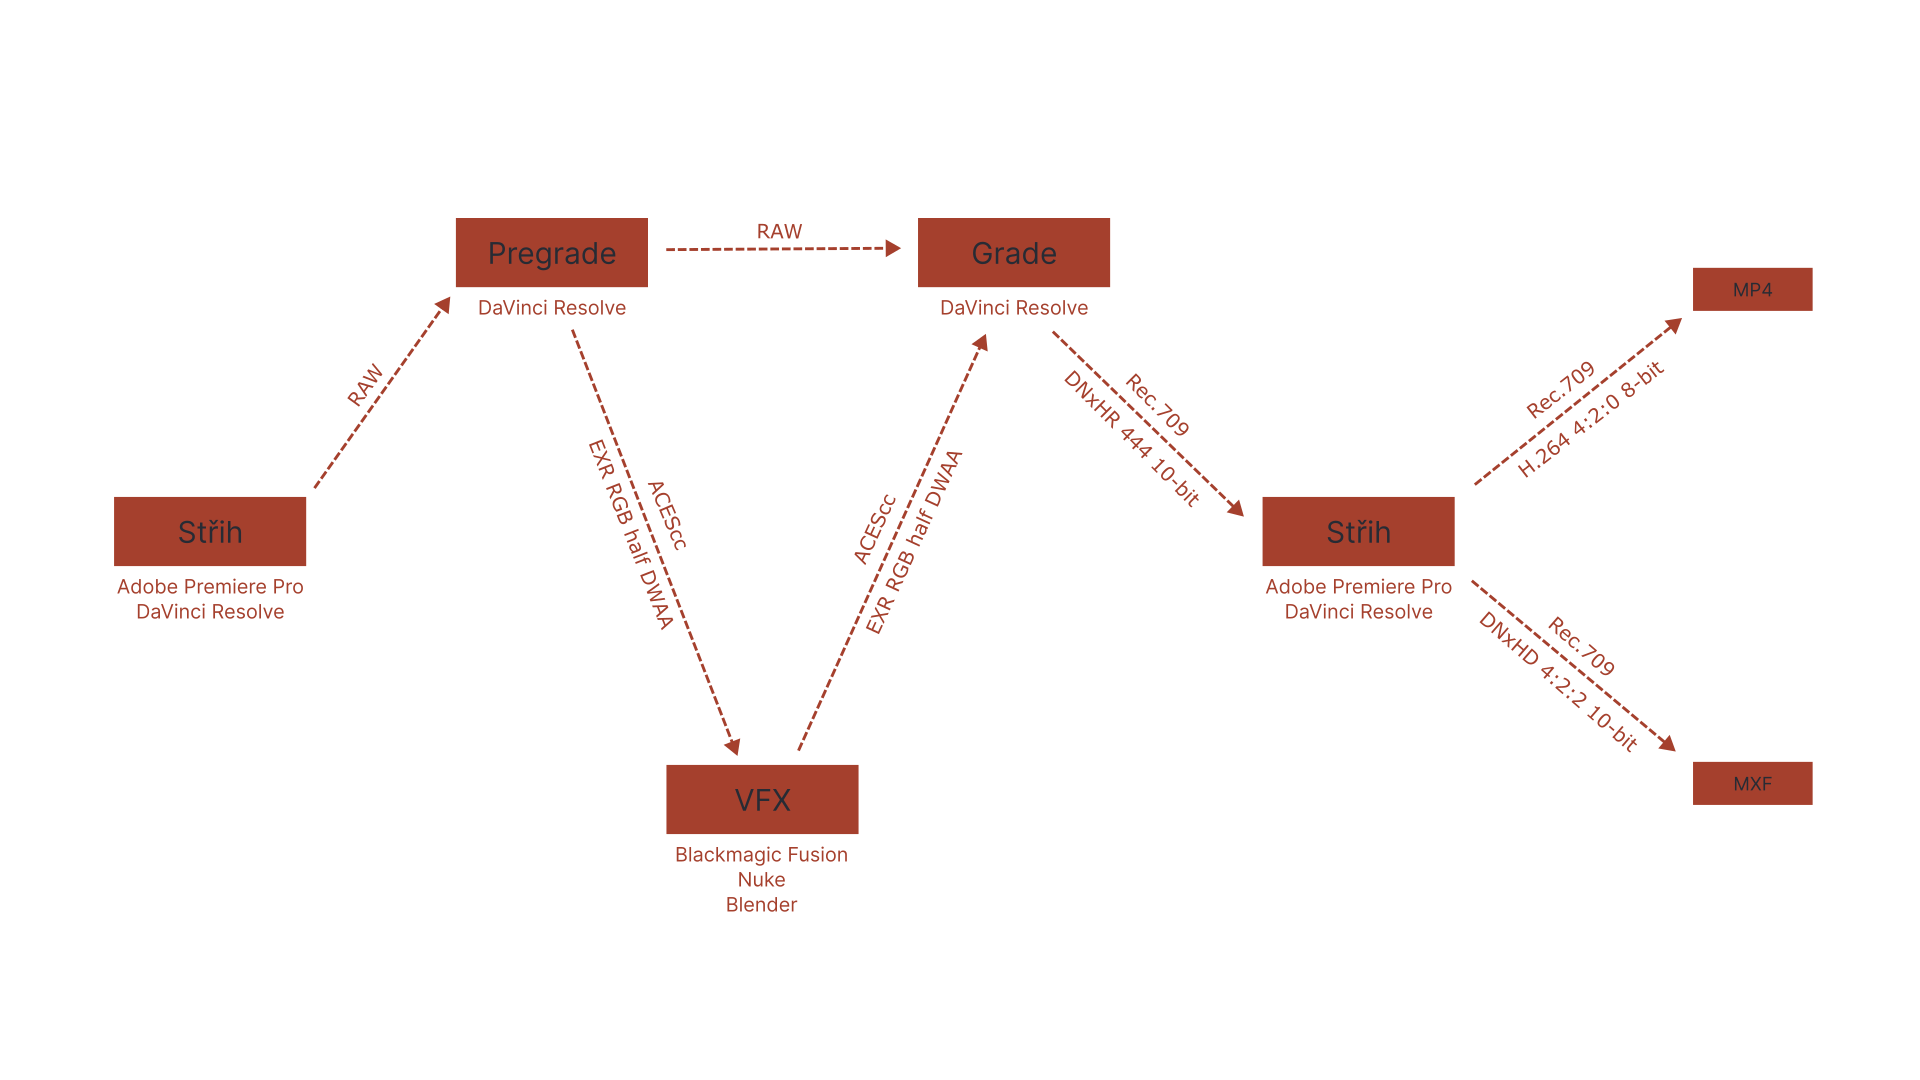 Střih
Adobe Premiere Pro
DaVinci Resolve
RAW
Pregrade
DaVinci Resolve
RAW
ACEScc
EXR RGB half DWAA
VFX
Blackmagic Fusion
Nuke
Blender
ACEScc
EXR RGB half DWAA
Grade
DaVinci Resolve
Rec.709
DNxHR 444 10-bit
Střih
Adobe Premiere Pro
DaVinci Resolve
Rec.709
H.264 4:2:0 8-bit
MP4
Rec.709
DNxHD 4:2:2 10-bit
MXF